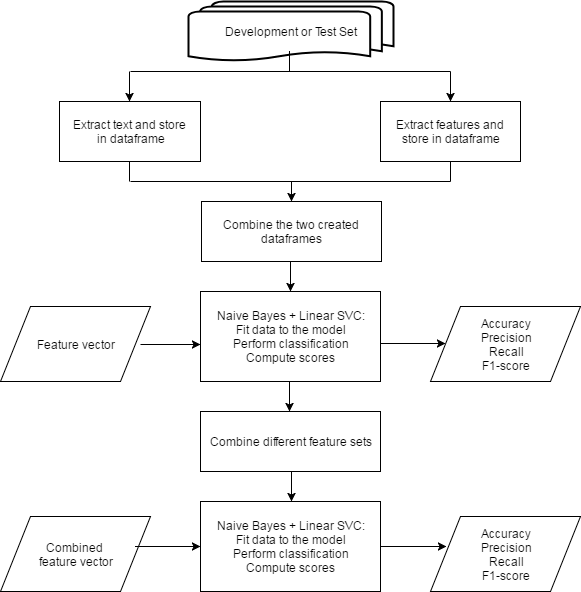 Development or Test Set
Extract text and store
in dataframe
Extract features and
store in dataframe
Combine the two created
dataframes
Feature vector
Naive Bayes + Linear SVC:
Fit data to the model
Perform classification
Compute scores
Accuracy
Precision
Recall
F1-score
Combine different feature sets
Combined
feature vector
Naive Bayes + Linear SVC:
Fit data to the model
Perform classification
Compute scores
Accuracy
Precision
Recall
F1-score